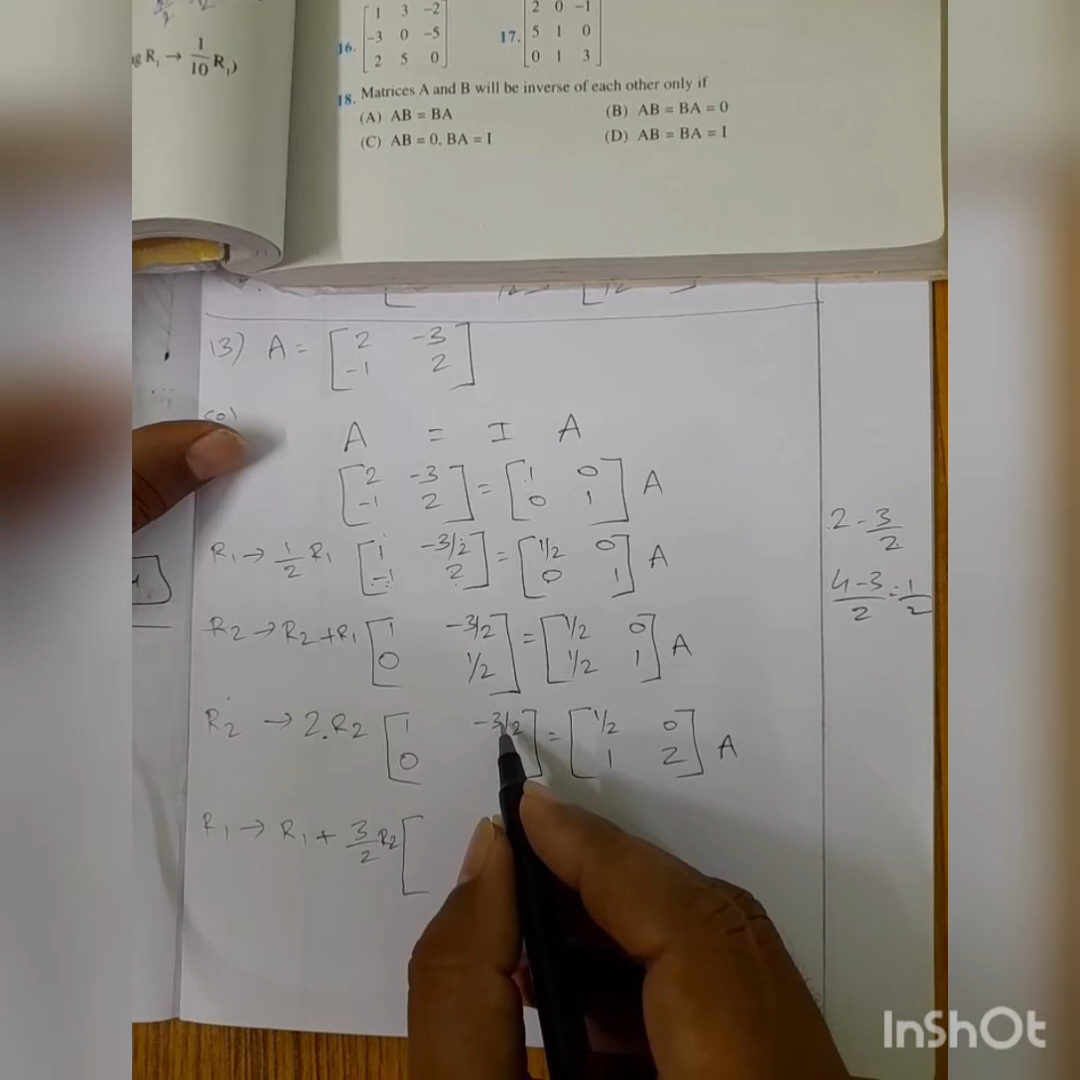 R₁ → 1/10 R₁)
16. [1 3 −2
−3 0 −5
2 5 0]
17. [2 0 −1
5 1 0
0 1 3]
18. Matrices A and B will be inverse of each other only if
(A) AB = BA (B) AB = BA = 0
(C) AB = 0, BA = I (D) AB = BA = I
13) A = [2 -3
-1 2]
Sol
A = I A
[2 -3
-1 2] = [1 0
0 1] A
R₁ → 1/2 R₁ [1 -3/2
-1 2] = [1/2 0
0 1] A
R₂ → R₂ + R₁ [1 -3/2
0 1/2] = [1/2 0
1/2 1] A
R₂ → 2.R₂ [1 -3/2
0 ] = [1/2 0
1 2] A
R₁ → R₁ + 3/2 R₂ [
2 - 3/2
4-3/2 = 1/2
InShOt